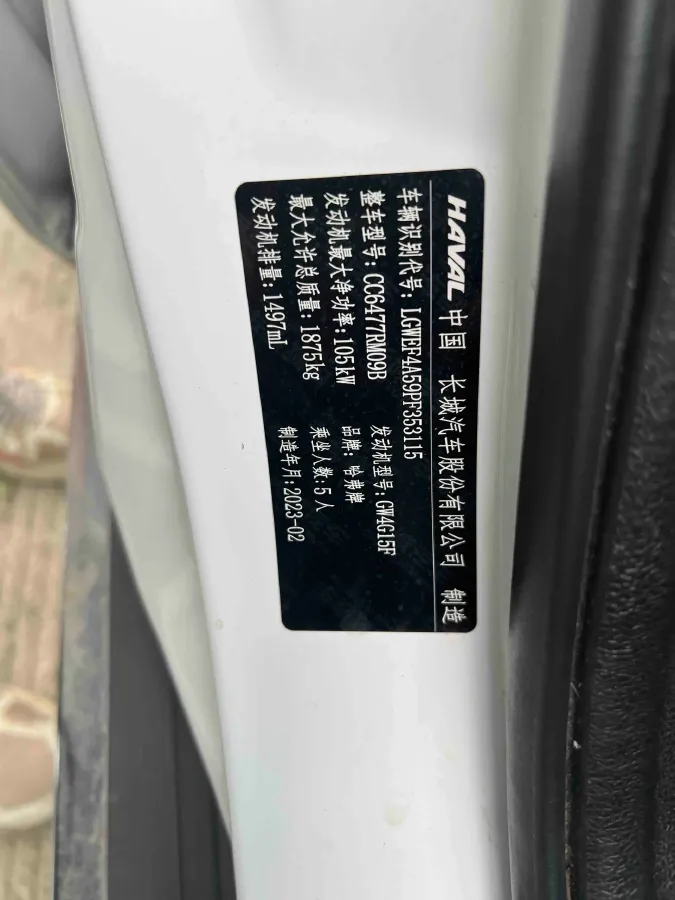 HAVAL 中国 长城汽车股份有限公司 制造
车辆识别代号：LGWEF4A59PF353115
整车型号：CC6477RM09B 发动机型号：GW4G15F
发动机最大净功率：105kW 品牌：哈弗牌
最大允许总质量：1875kg 乘坐人数：5人
发动机排量：1497mL 制造年月：2023-02